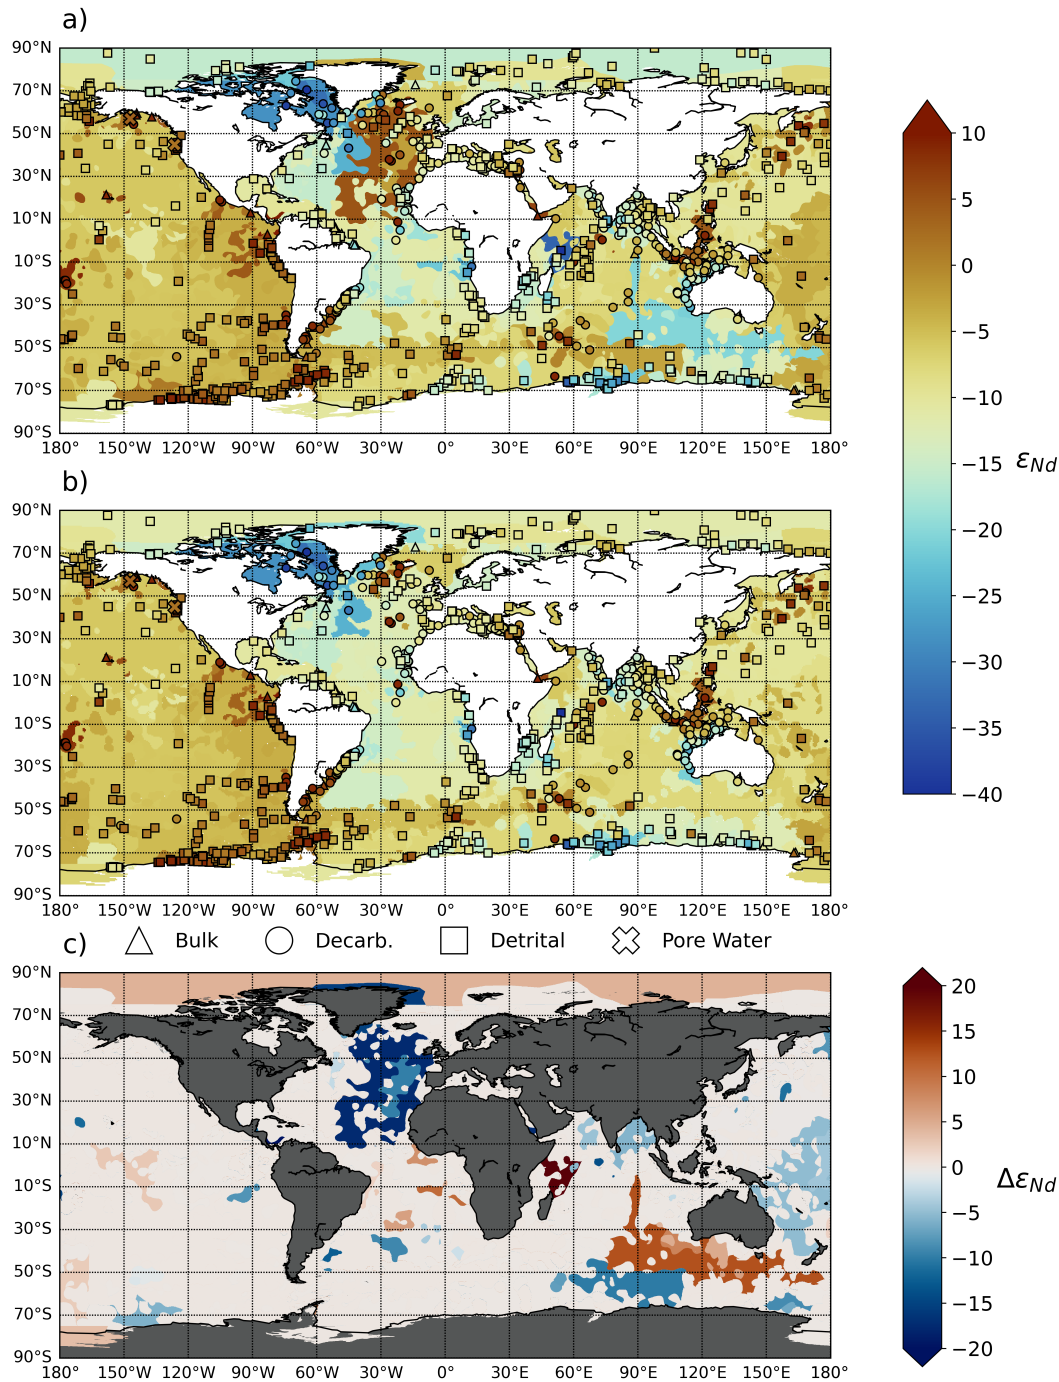 a)
90°N
70°N
50°N
30°N
10°N
10°S
30°S
50°S
70°S
90°S
180° 150°W 120°W 90°W 60°W 30°W 0° 30°E 60°E 90°E 120°E 150°E 180°
b)
90°N
70°N
50°N
30°N
10°N
10°S
30°S
50°S
70°S
90°S
180° 150°W 120°W 90°W 60°W 30°W 0° 30°E 60°E 90°E 120°E 150°E 180°
10
5
0
−5
−10
−15
−20
−25
−30
−35
−40
εNd
Bulk Decarb. Detrital Pore Water
c)
90°N
70°N
50°N
30°N
10°N
10°S
30°S
50°S
70°S
90°S
180° 150°W 120°W 90°W 60°W 30°W 0° 30°E 60°E 90°E 120°E 150°E 180°
20
15
10
5
0
−5
−10
−15
−20
ΔεNd